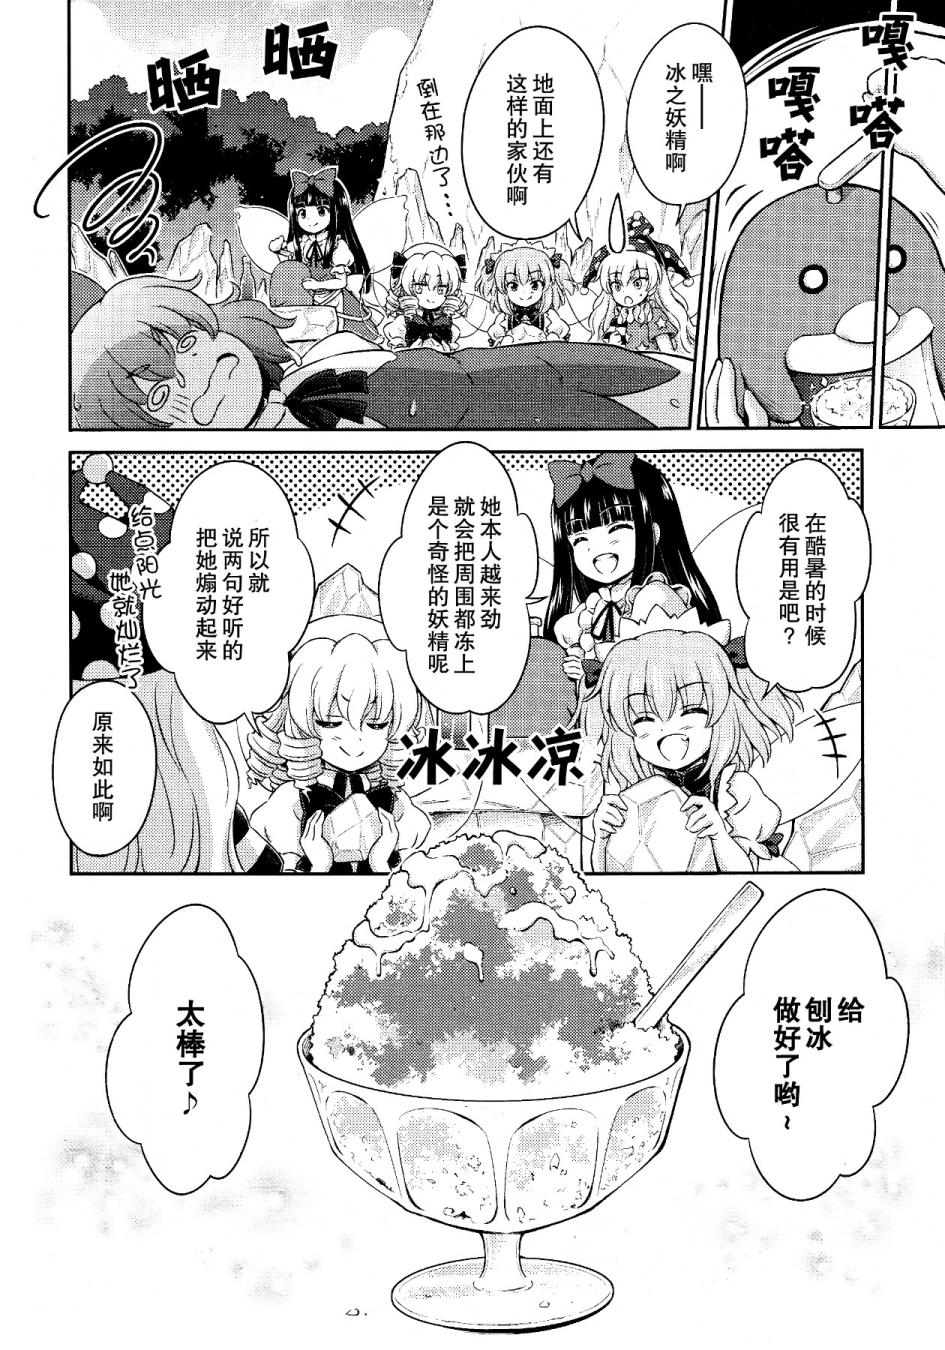 嘎
嗒
嘎
嗒
嘿——
冰之妖精啊
地面上还有
这样的家伙啊
倒在那边了···
晒
晒
在酷暑的时候
很有用是吧？
她本人越来劲
就会把周围都冻上
是个奇怪的妖精呢
所以就
说两句好听的
把她煽动起来
给点阳光
她就灿烂了
原来如此啊
冰冰凉
给
刨冰
做好了哟~
太棒了♪